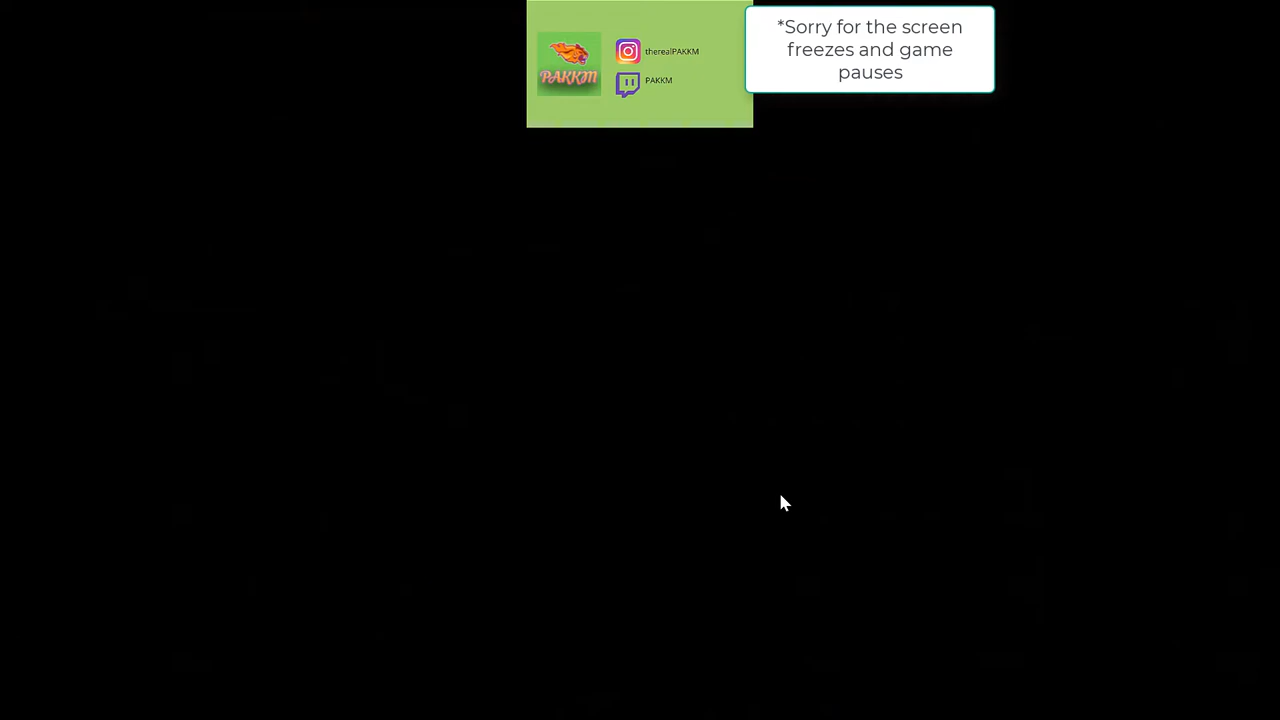 PAKKM
therealPAKKM
PAKKM
*Sorry for the screen
freezes and game
pauses